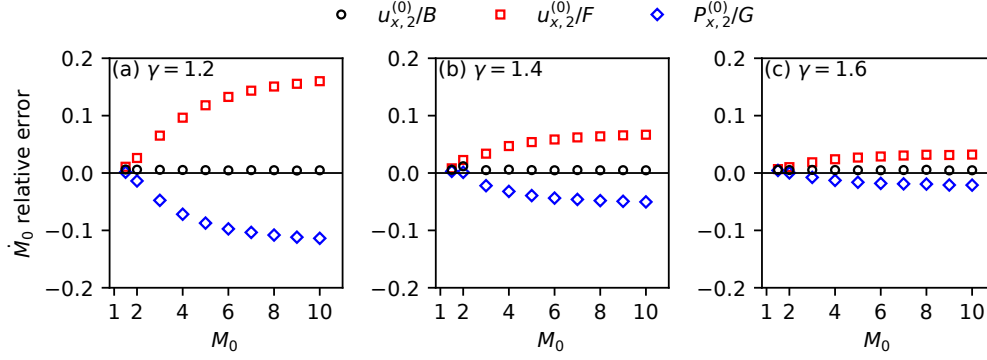 u_{x,2}^{(0)}/B u_{x,2}^{(0)}/F P_{x,2}^{(0)}/G
Ṁ_0 relative error
0.2
0.1
0.0
−0.1
−0.2
(a) γ = 1.2
1 2 4 6 8 10
M_0
0.2
0.1
0.0
−0.1
−0.2
(b) γ = 1.4
1 2 4 6 8 10
M_0
0.2
0.1
0.0
−0.1
−0.2
(c) γ = 1.6
1 2 4 6 8 10
M_0